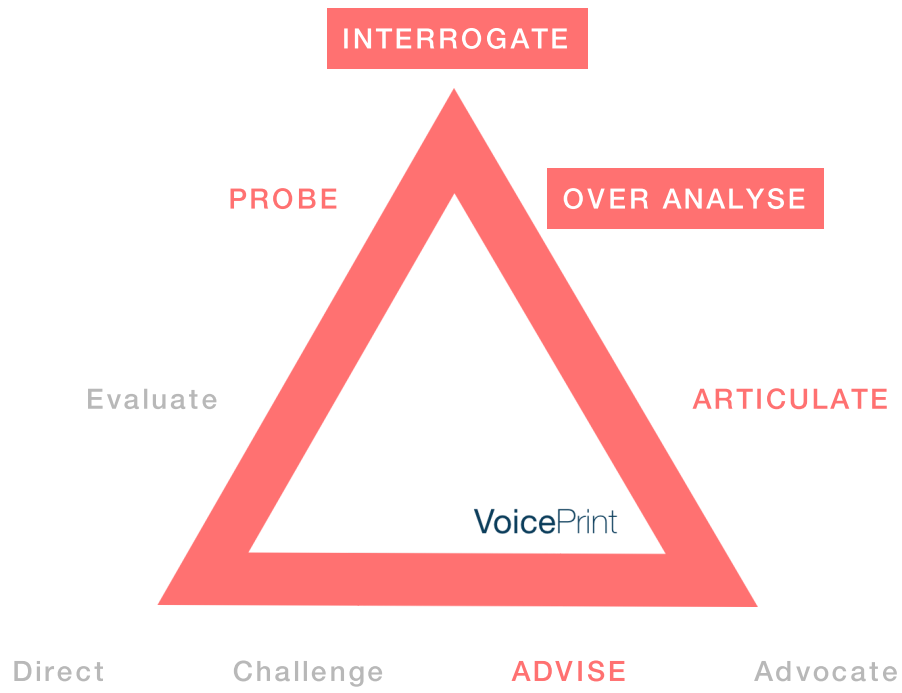 INTERROGATE
PROBE
OVER ANALYSE
Evaluate
ARTICULATE
VoicePrint
Direct
Challenge
ADVISE
Advocate